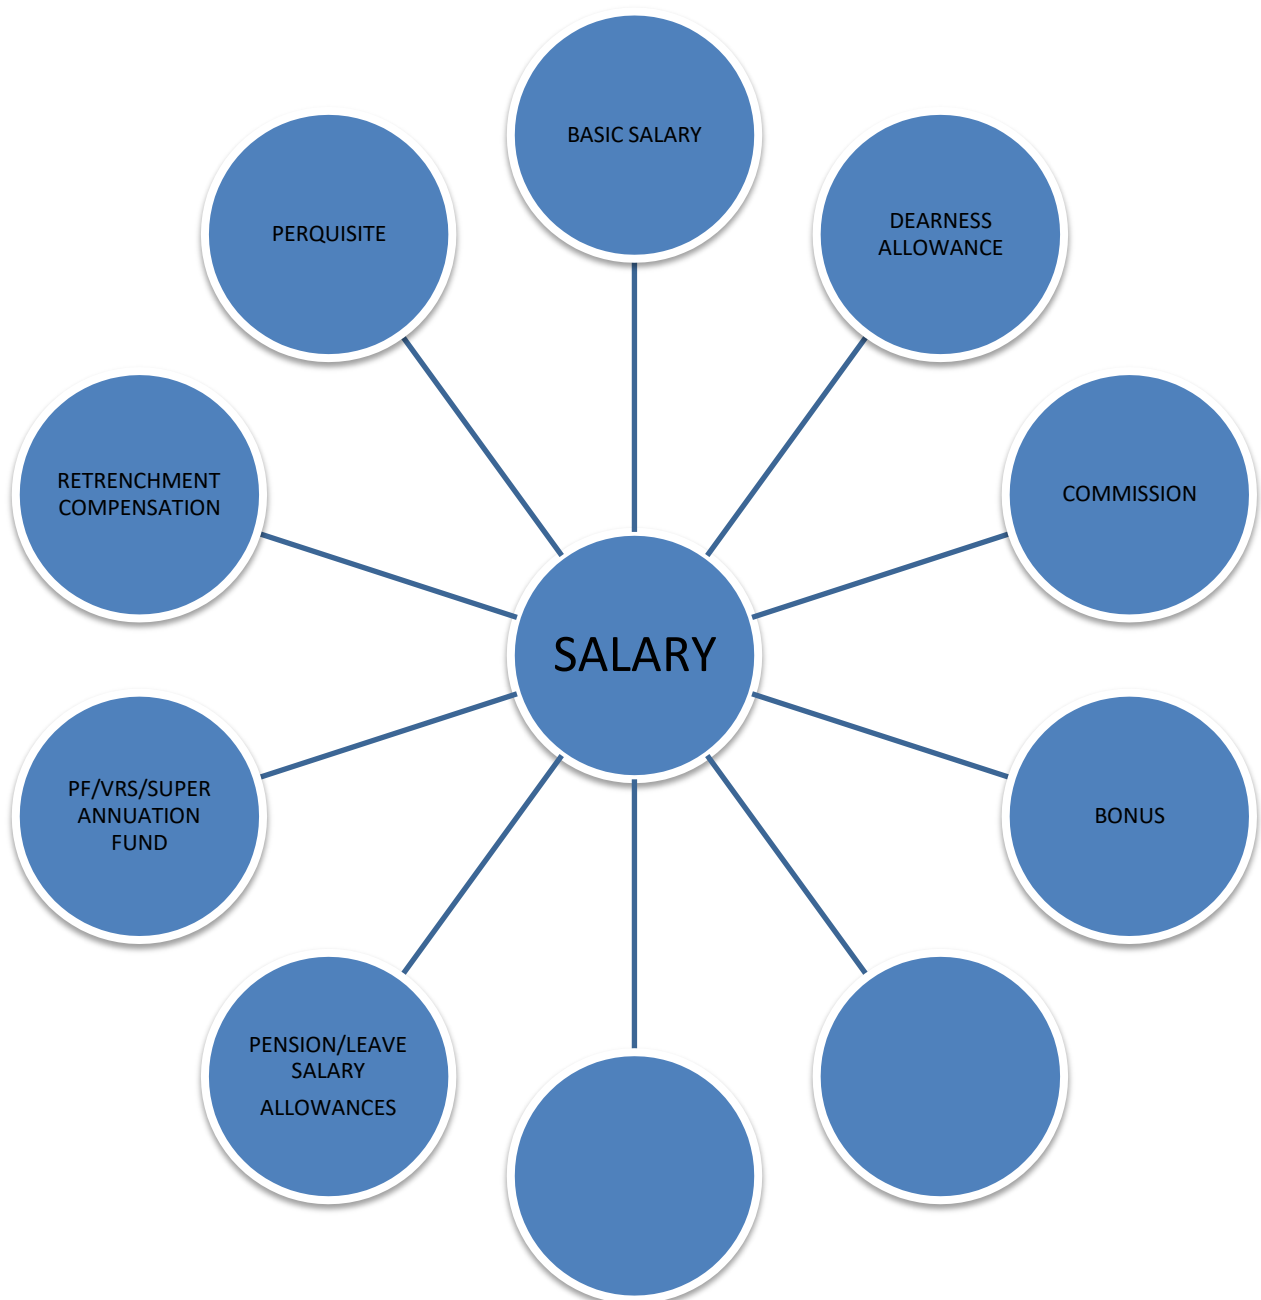 BASIC SALARY
DEARNESS
ALLOWANCE
COMMISSION
BONUS
PENSION/LEAVE
SALARY
ALLOWANCES
PF/VRS/SUPER
ANNUATION
FUND
RETRENCHMENT
COMPENSATION
PERQUISITE
SALARY